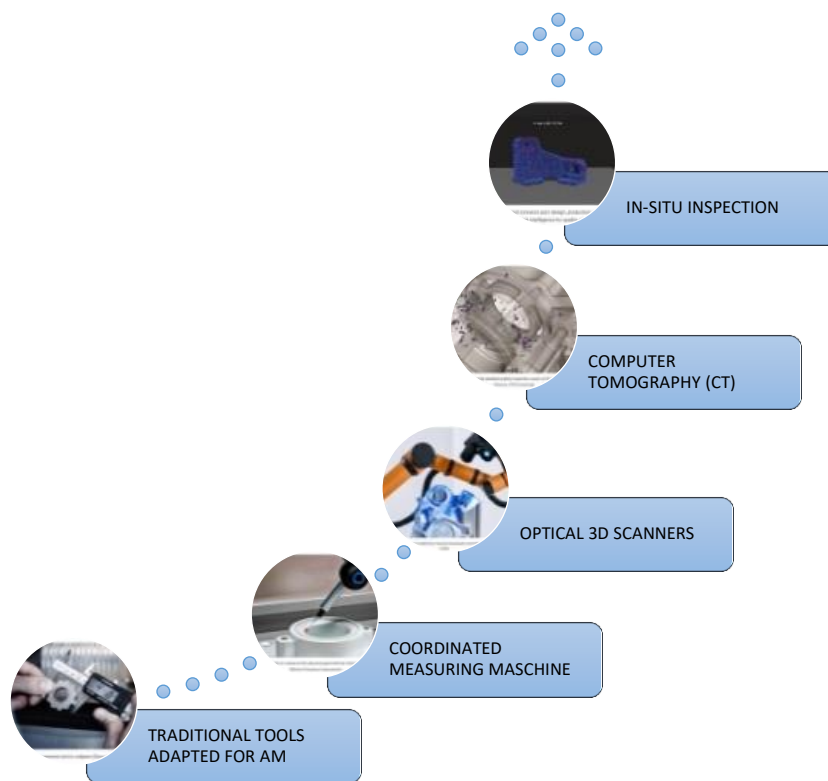 IN-SITU INSPECTION
COMPUTER
TOMOGRAPHY (CT)
OPTICAL 3D SCANNERS
COORDINATED
MEASURING MASCHINE
TRADITIONAL TOOLS
ADAPTED FOR AM